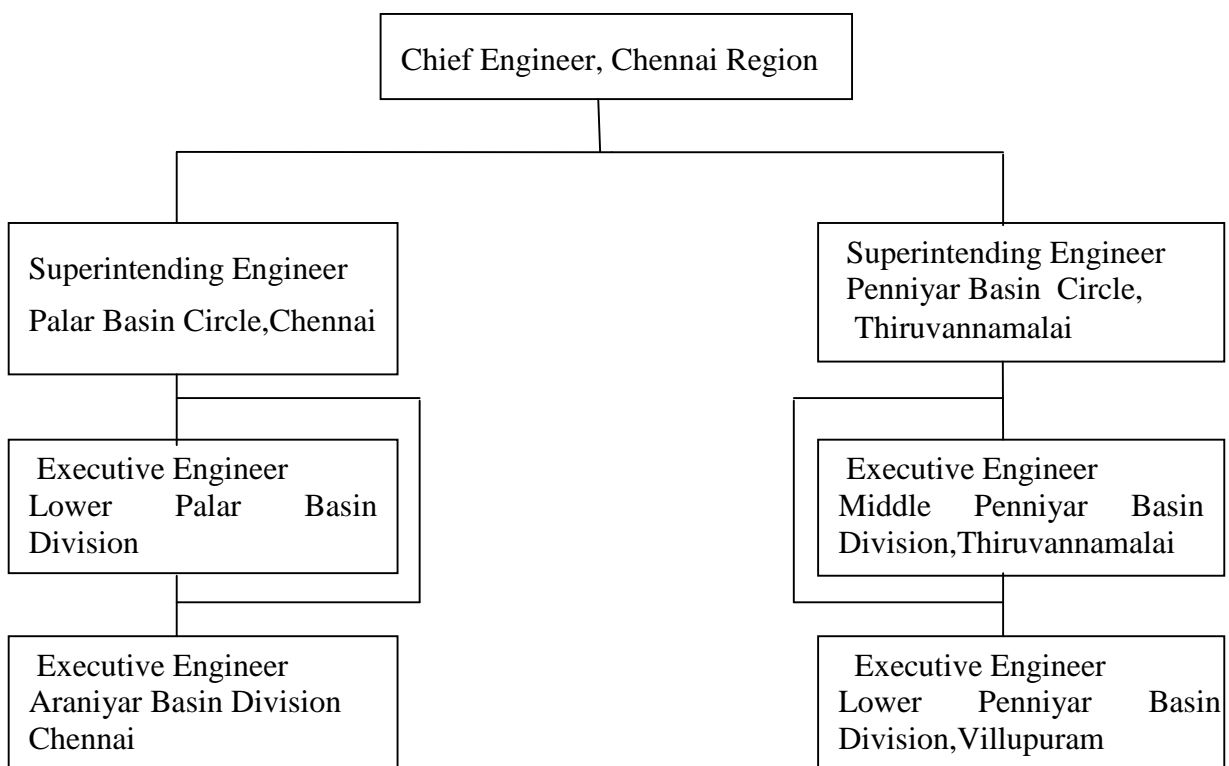 Chief Engineer, Chennai Region
Superintending Engineer
Palar Basin Circle,Chennai
Superintending Engineer
Penniyar Basin Circle,
Thiruvannamalai
Executive Engineer
Lower Palar Basin
Division
Executive Engineer
Middle Penniyar Basin
Division,Thiruvannamalai
Executive Engineer
Araniyar Basin Division
Chennai
Executive Engineer
Lower Penniyar Basin
Division,Villupuram